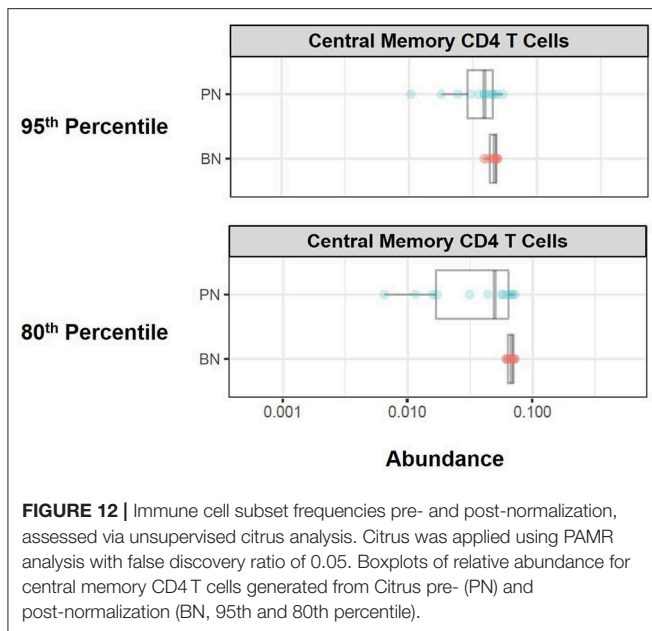 Central Memory CD4 T Cells
95th Percentile
PN
BN
Central Memory CD4 T Cells
80th Percentile
PN
BN
0.001 0.010 0.100
Abundance
FIGURE 12 | Immune cell subset frequencies pre- and post-normalization,
assessed via unsupervised citrus analysis. Citrus was applied using PAMR
analysis with false discovery ratio of 0.05. Boxplots of relative abundance for
central memory CD4 T cells generated from Citrus pre- (PN) and
post-normalization (BN, 95th and 80th percentile).